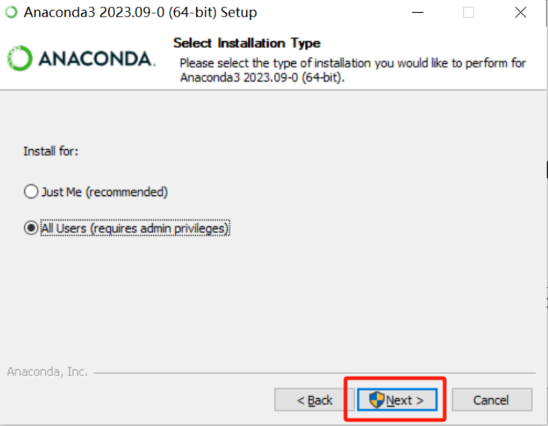 Anaconda3 2023.09-0 (64-bit) Setup
ANACONDA.
Select Installation Type
Please select the type of installation you would like to perform for
Anaconda3 2023.09-0 (64-bit).
Install for:
Just Me (recommended)
All Users (requires admin privileges)
Anaconda, Inc.
< Back
Next >
Cancel